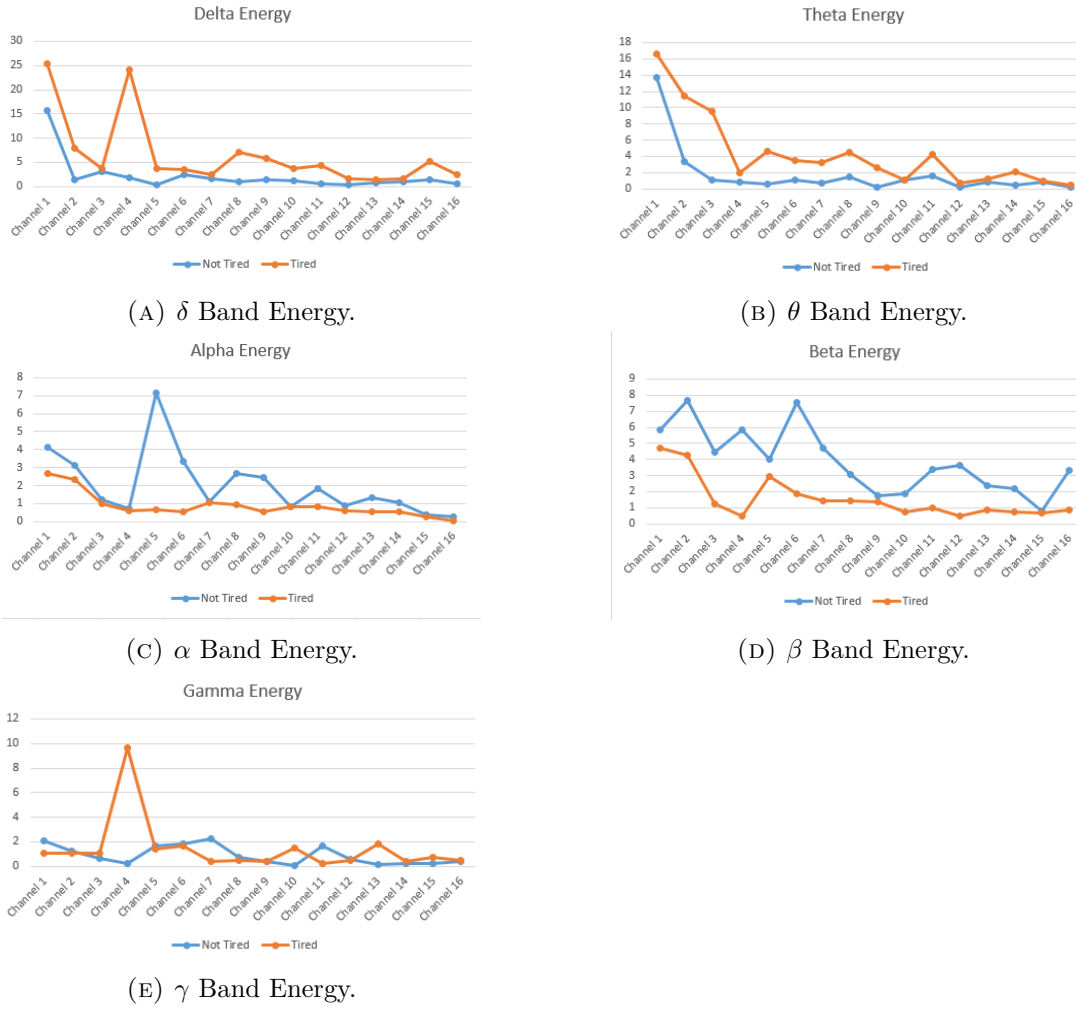 Delta Energy
30
25
20
15
10
5
0
Channel 1
Channel 2
Channel 3
Channel 4
Channel 5
Channel 6
Channel 7
Channel 8
Channel 9
Channel 10
Channel 11
Channel 12
Channel 13
Channel 14
Channel 15
Channel 16
Not Tired Tired
(A) δ Band Energy.
Theta Energy
18
16
14
12
10
8
6
4
2
0
Channel 1
Channel 2
Channel 3
Channel 4
Channel 5
Channel 6
Channel 7
Channel 8
Channel 9
Channel 10
Channel 11
Channel 12
Channel 13
Channel 14
Channel 15
Channel 16
Not Tired Tired
(B) θ Band Energy.
Alpha Energy
8
7
6
5
4
3
2
1
0
Channel 1
Channel 2
Channel 3
Channel 4
Channel 5
Channel 6
Channel 7
Channel 8
Channel 9
Channel 10
Channel 11
Channel 12
Channel 13
Channel 14
Channel 15
Channel 16
Not Tired Tired
(C) α Band Energy.
Beta Energy
9
8
7
6
5
4
3
2
1
0
Channel 1
Channel 2
Channel 3
Channel 4
Channel 5
Channel 6
Channel 7
Channel 8
Channel 9
Channel 10
Channel 11
Channel 12
Channel 13
Channel 14
Channel 15
Channel 16
Not Tired Tired
(D) β Band Energy.
Gamma Energy
12
10
8
6
4
2
0
Channel 1
Channel 2
Channel 3
Channel 4
Channel 5
Channel 6
Channel 7
Channel 8
Channel 9
Channel 10
Channel 11
Channel 12
Channel 13
Channel 14
Channel 15
Channel 16
Not Tired Tired
(E) γ Band Energy.